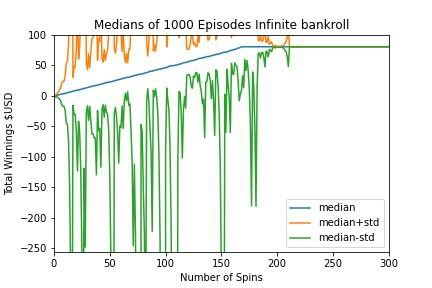 Medians of 1000 Episodes Infinite bankroll
Total Winnings $USD
100
50
0
−50
−100
−150
−200
−250
0 50 100 150 200 250 300
Number of Spins
median
median+std
median-std